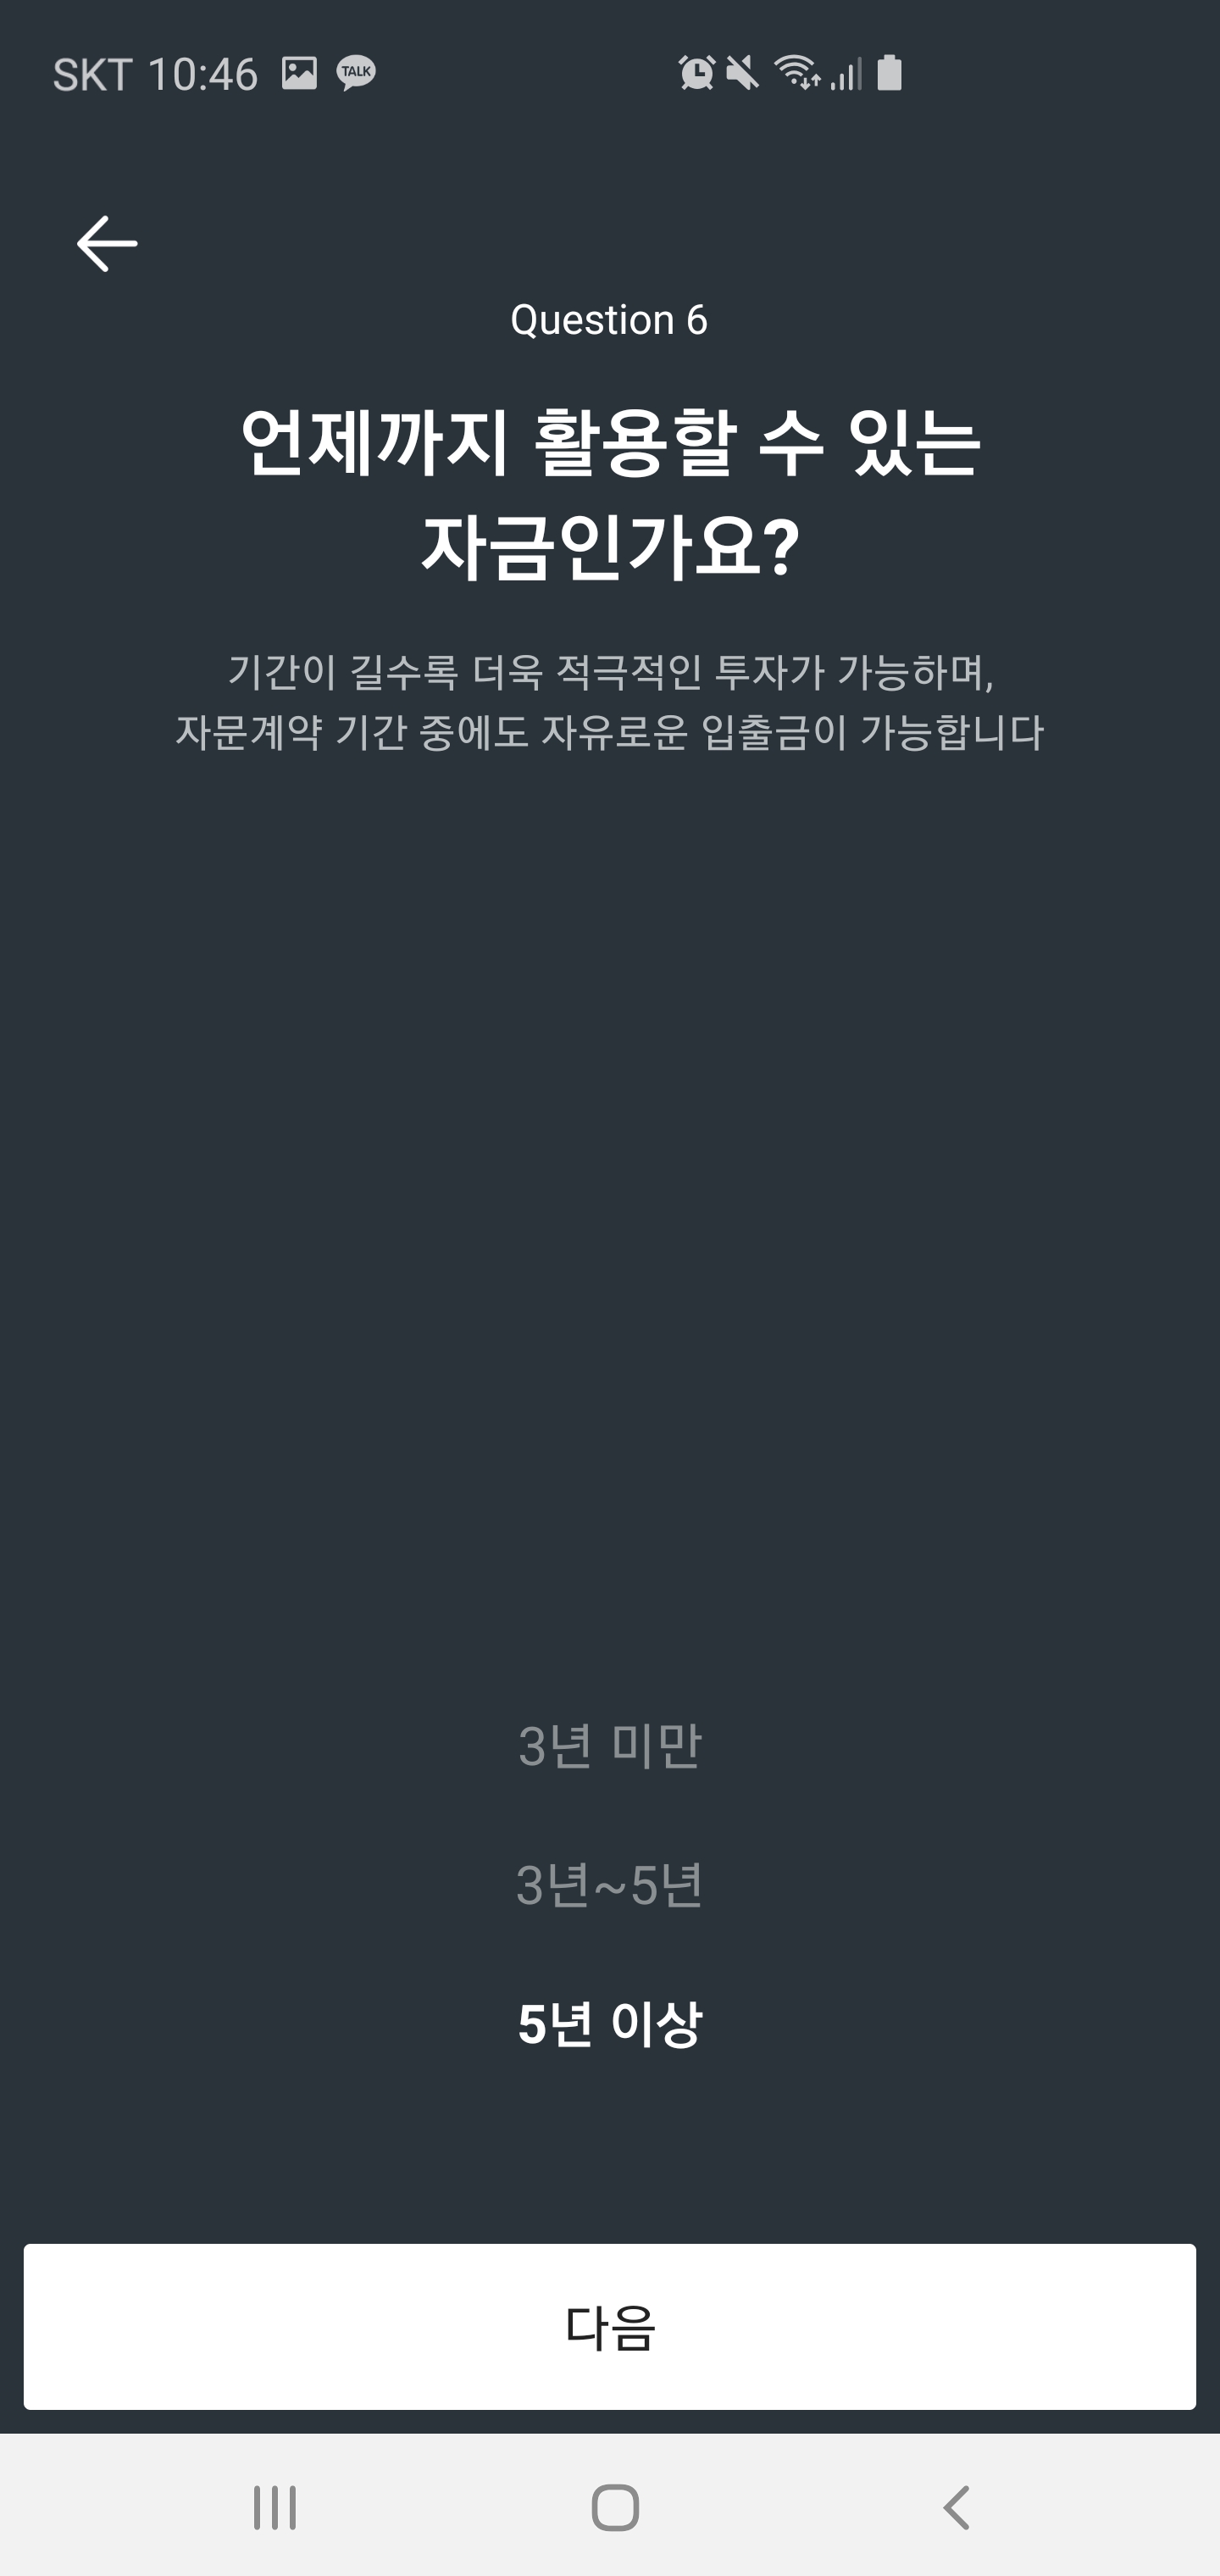 SKT 10:46
TALK
Question 6
언제까지 활용할 수 있는
자금인가요?
기간이 길수록 더욱 적극적인 투자가 가능하며,
자문계약 기간 중에도 자유로운 입출금이 가능합니다
3년 미만
3년~5년
5년 이상
다음